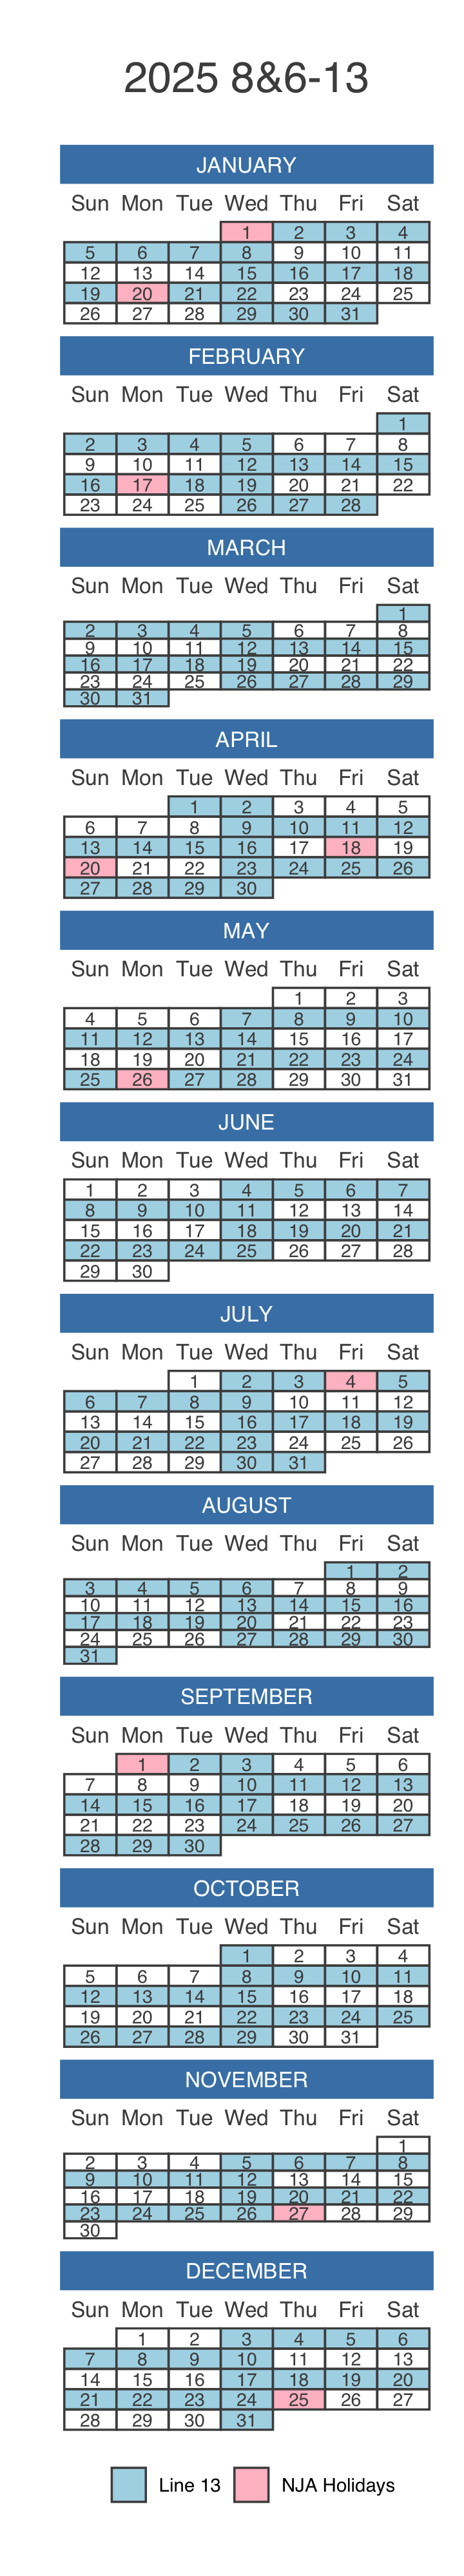 2025 8&6-13
JANUARY
Sun Mon Tue Wed Thu Fri Sat
1 2 3 4
5 6 7 8 9 10 11
12 13 14 15 16 17 18
19 20 21 22 23 24 25
26 27 28 29 30 31
FEBRUARY
Sun Mon Tue Wed Thu Fri Sat
1
2 3 4 5 6 7 8
9 10 11 12 13 14 15
16 17 18 19 20 21 22
23 24 25 26 27 28
MARCH
Sun Mon Tue Wed Thu Fri Sat
1
2 3 4 5 6 7 8
9 10 11 12 13 14 15
16 17 18 19 20 21 22
23 24 25 26 27 28 29
30 31
APRIL
Sun Mon Tue Wed Thu Fri Sat
1 2 3 4 5
6 7 8 9 10 11 12
13 14 15 16 17 18 19
20 21 22 23 24 25 26
27 28 29 30
MAY
Sun Mon Tue Wed Thu Fri Sat
1 2 3
4 5 6 7 8 9 10
11 12 13 14 15 16 17
18 19 20 21 22 23 24
25 26 27 28 29 30 31
JUNE
Sun Mon Tue Wed Thu Fri Sat
1 2 3 4 5 6 7
8 9 10 11 12 13 14
15 16 17 18 19 20 21
22 23 24 25 26 27 28
29 30
JULY
Sun Mon Tue Wed Thu Fri Sat
1 2 3 4 5
6 7 8 9 10 11 12
13 14 15 16 17 18 19
20 21 22 23 24 25 26
27 28 29 30 31
AUGUST
Sun Mon Tue Wed Thu Fri Sat
1 2
3 4 5 6 7 8 9
10 11 12 13 14 15 16
17 18 19 20 21 22 23
24 25 26 27 28 29 30
31
SEPTEMBER
Sun Mon Tue Wed Thu Fri Sat
1 2 3 4 5 6
7 8 9 10 11 12 13
14 15 16 17 18 19 20
21 22 23 24 25 26 27
28 29 30
OCTOBER
Sun Mon Tue Wed Thu Fri Sat
1 2 3 4
5 6 7 8 9 10 11
12 13 14 15 16 17 18
19 20 21 22 23 24 25
26 27 28 29 30 31
NOVEMBER
Sun Mon Tue Wed Thu Fri Sat
1
2 3 4 5 6 7 8
9 10 11 12 13 14 15
16 17 18 19 20 21 22
23 24 25 26 27 28 29
30
DECEMBER
Sun Mon Tue Wed Thu Fri Sat
1 2 3 4 5 6
7 8 9 10 11 12 13
14 15 16 17 18 19 20
21 22 23 24 25 26 27
28 29 30 31
Line 13 NJA Holidays